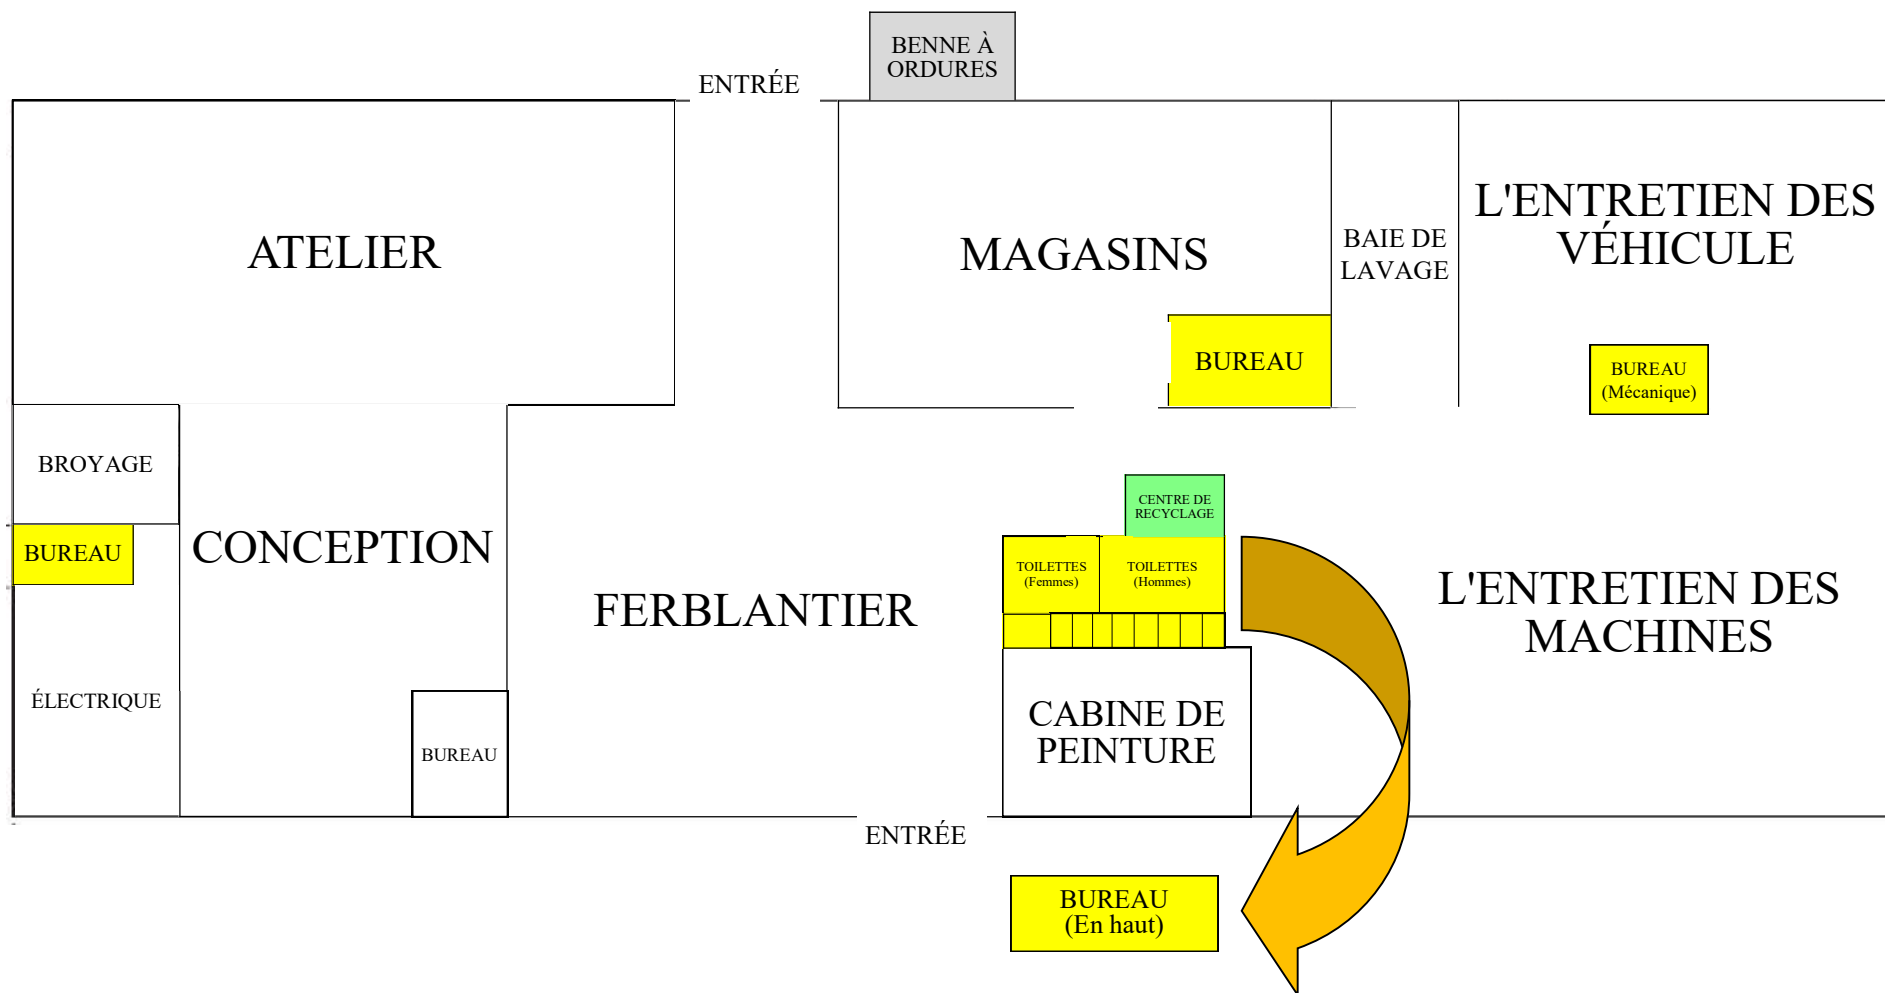 BENNE À
ORDURES
ENTRÉE
ATELIER
MAGASINS
BAIE DE
LAVAGE
L'ENTRETIEN DES
VÉHICULE
BUREAU
BUREAU
(Mécanique)
BROYAGE
CENTRE DE
RECYCLAGE
BUREAU
CONCEPTION
TOILETTES
(Femmes)
TOILETTES
(Hommes)
FERBLANTIER
L'ENTRETIEN DES
MACHINES
ÉLECTRIQUE
BUREAU
CABINE DE
PEINTURE
ENTRÉE
BUREAU
(En haut)